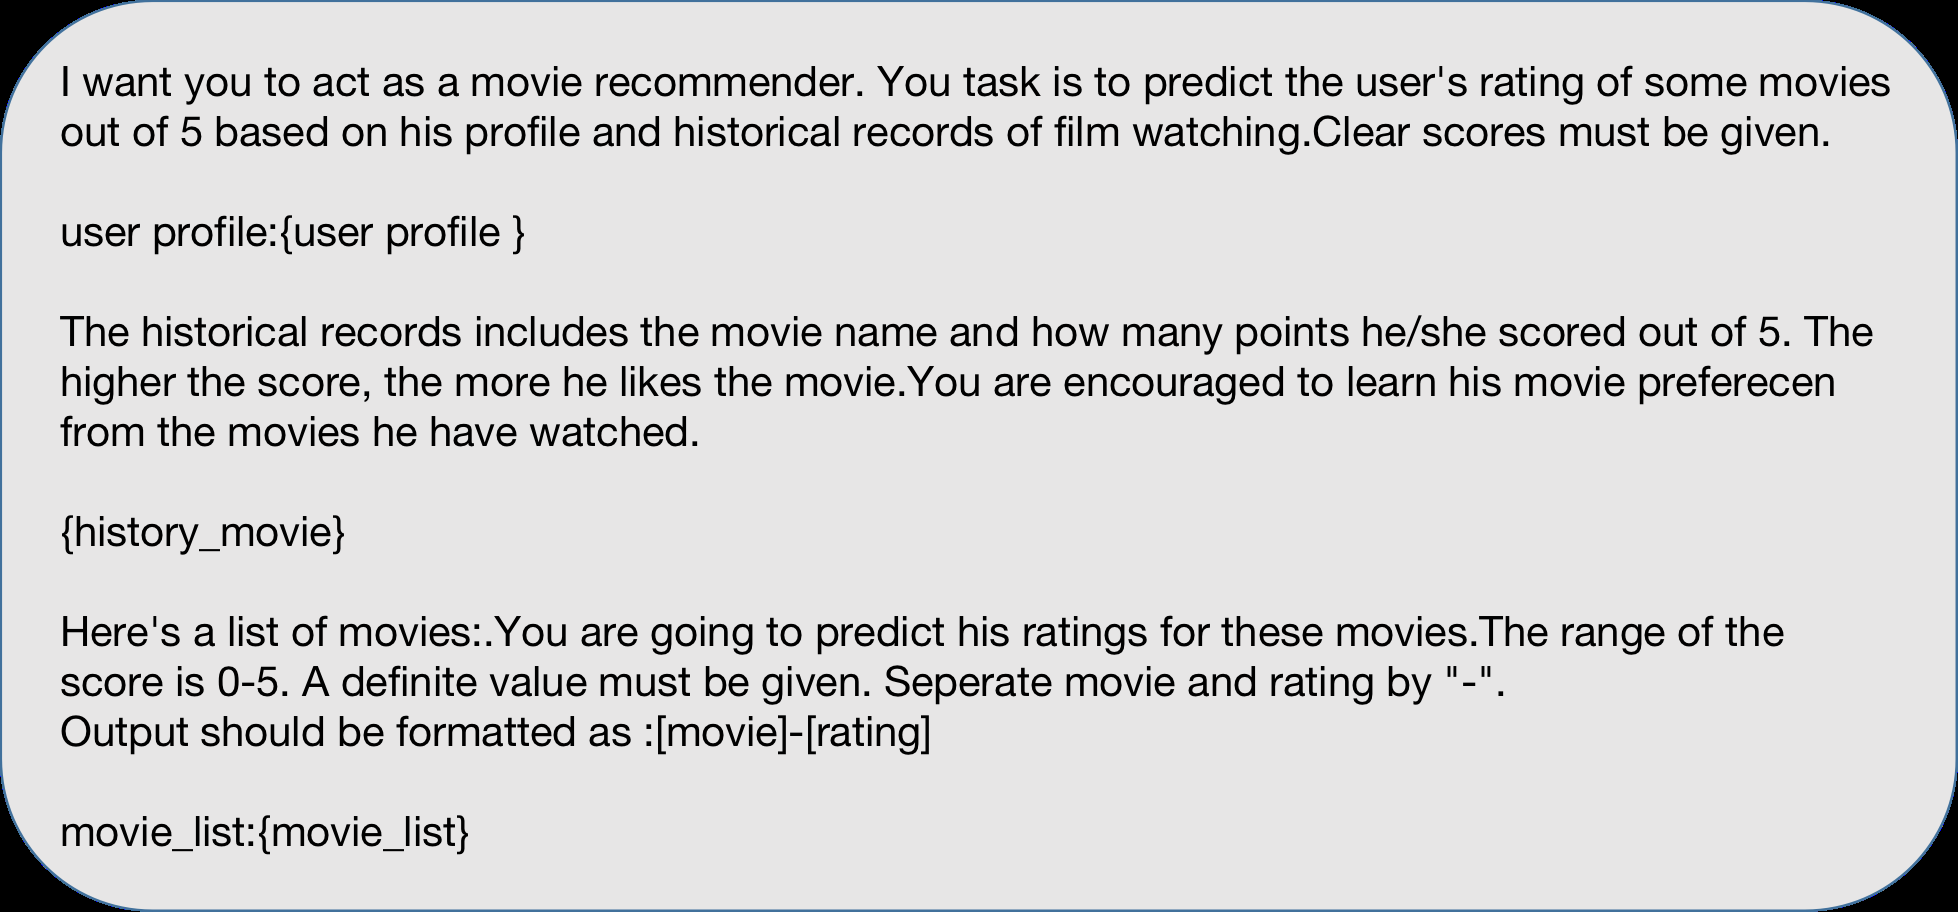 I want you to act as a movie recommender. You task is to predict the user's rating of some movies
out of 5 based on his profile and historical records of film watching.Clear scores must be given.
user profile:{user profile }
The historical records includes the movie name and how many points he/she scored out of 5. The
higher the score, the more he likes the movie.You are encouraged to learn his movie preferecen
from the movies he have watched.
{history_movie}
Here's a list of movies:.You are going to predict his ratings for these movies.The range of the
score is 0-5. A definite value must be given. Seperate movie and rating by "-".
Output should be formatted as :[movie]-[rating]
movie_list:{movie_list}